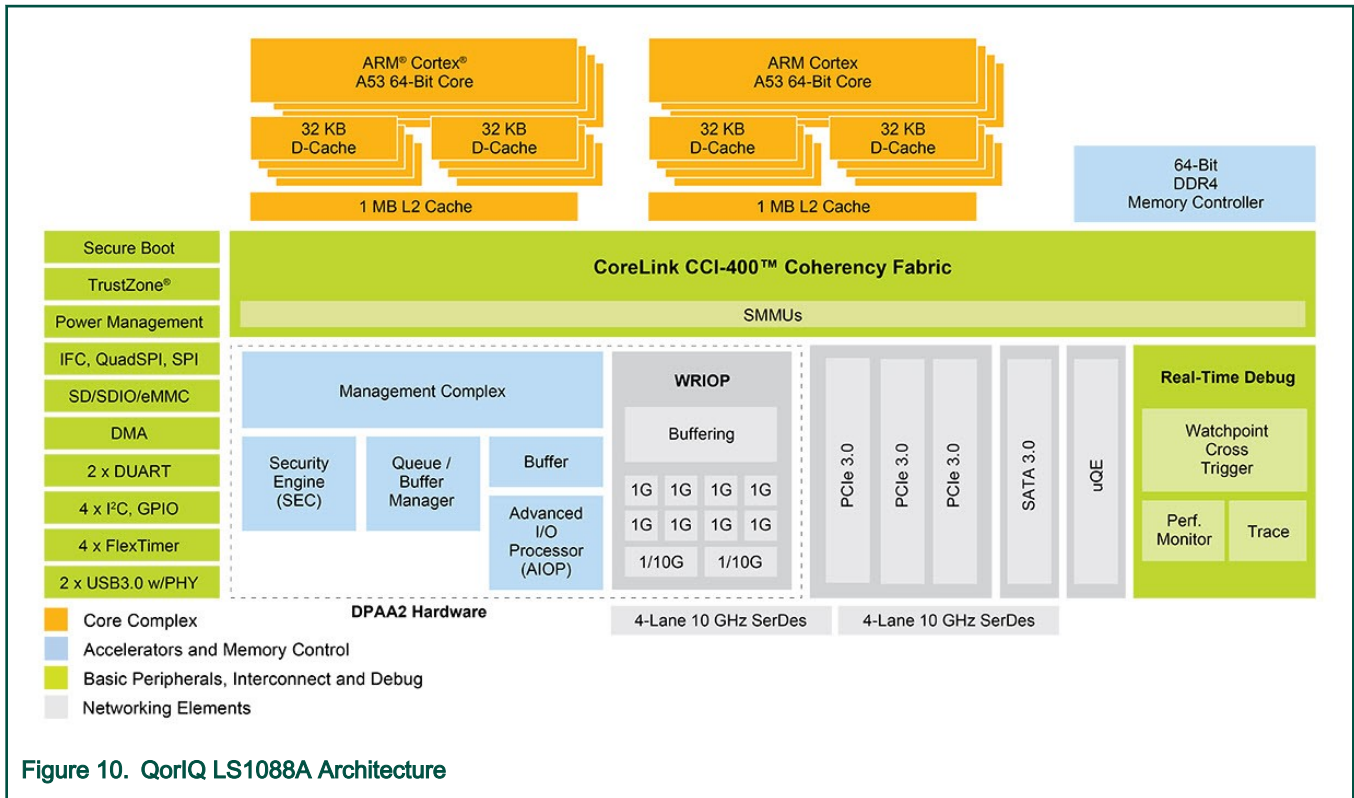 ARM® Cortex®
A53 64-Bit Core
ARM Cortex
A53 64-Bit Core
32 KB
D-Cache
32 KB
D-Cache
32 KB
D-Cache
32 KB
D-Cache
1 MB L2 Cache
1 MB L2 Cache
64-Bit
DDR4
Memory Controller
Secure Boot
TrustZone®
Power Management
IFC, QuadSPI, SPI
SD/SDIO/eMMC
DMA
2 x DUART
4 x I²C, GPIO
4 x FlexTimer
2 x USB3.0 w/PHY
CoreLink CCI-400™ Coherency Fabric
SMMUs
Management Complex
Security
Engine
(SEC)
Queue /
Buffer
Manager
Buffer
Advanced
I/O
Processor
(AIOP)
WRIOP
Buffering
1G 1G 1G 1G
1G 1G 1G 1G
1/10G 1/10G
PCIe 3.0
PCIe 3.0
PCIe 3.0
SATA 3.0
uQE
Real-Time Debug
Watchpoint
Cross
Trigger
Perf.
Monitor
Trace
DPAA2 Hardware
4-Lane 10 GHz SerDes
4-Lane 10 GHz SerDes
Core Complex
Accelerators and Memory Control
Basic Peripherals, Interconnect and Debug
Networking Elements
Figure 10. QorIQ LS1088A Architecture